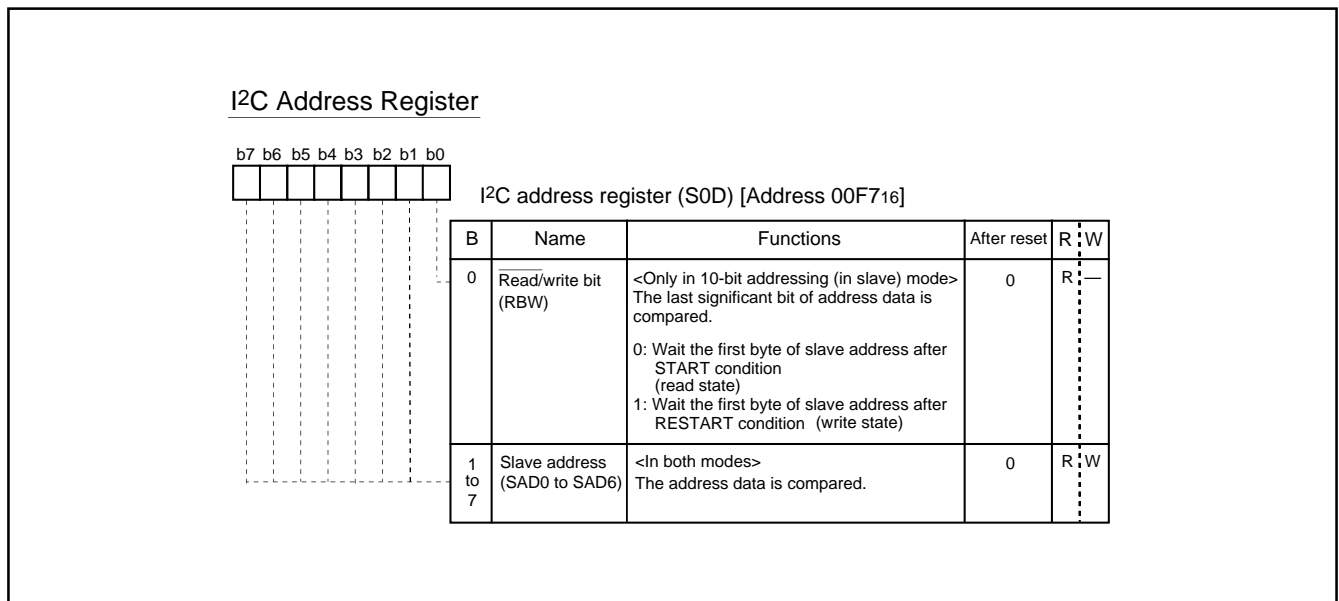 I2C Address Register
b7 b6 b5 b4 b3 b2 b1 b0
I2C address register (S0D) [Address 00F716]
B Name Functions After reset R W
0 Read/write bit (RBW) <Only in 10-bit addressing (in slave) mode> 0 R —
The last significant bit of address data is
compared.
0: Wait the first byte of slave address after
START condition
(read state)
1: Wait the first byte of slave address after
RESTART condition (write state)
1 to 7 Slave address (SAD0 to SAD6) <In both modes> 0 R W
The address data is compared.